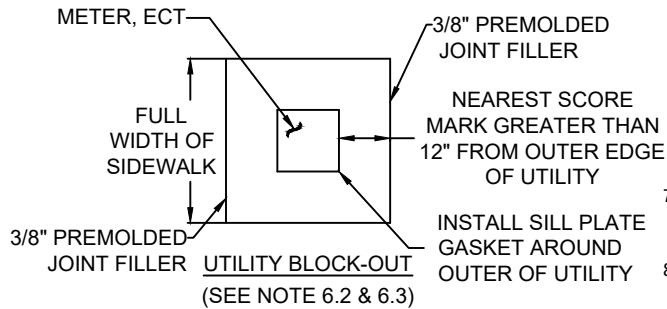 METER, ECT
3/8" PREMOLDED
JOINT FILLER
FULL
WIDTH OF
SIDEWALK
NEAREST SCORE
MARK GREATER THAN
12" FROM OUTER EDGE
OF UTILITY
7
3/8" PREMOLDED
JOINT FILLER
INSTALL SILL PLATE
GASKET AROUND
OUTER OF UTILITY
8
UTILITY BLOCK-OUT
(SEE NOTE 6.2 & 6.3)